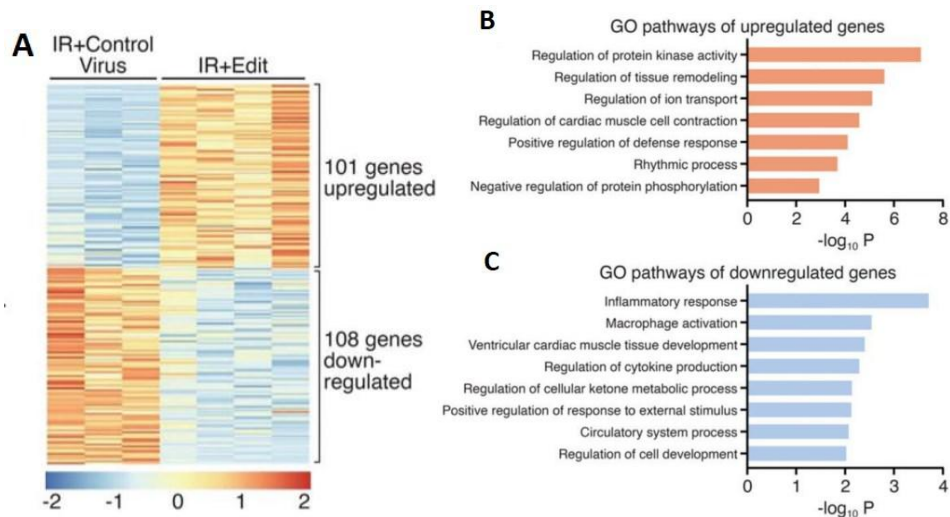 A
IR+Control
Virus
IR+Edit
101 genes
upregulated
108 genes
down-
regulated
-2 -1 0 1 2
B
GO pathways of upregulated genes
Regulation of protein kinase activity
Regulation of tissue remodeling
Regulation of ion transport
Regulation of cardiac muscle cell contraction
Positive regulation of defense response
Rhythmic process
Negative regulation of protein phosphorylation
0 2 4 6 8
-log10 P
C
GO pathways of downregulated genes
Inflammatory response
Macrophage activation
Ventricular cardiac muscle tissue development
Regulation of cytokine production
Regulation of cellular ketone metabolic process
Positive regulation of response to external stimulus
Circulatory system process
Regulation of cell development
0 1 2 3 4
-log10 P